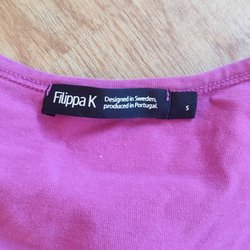 Filippa K
Designed in Sweden,
produced in Portugal.
S